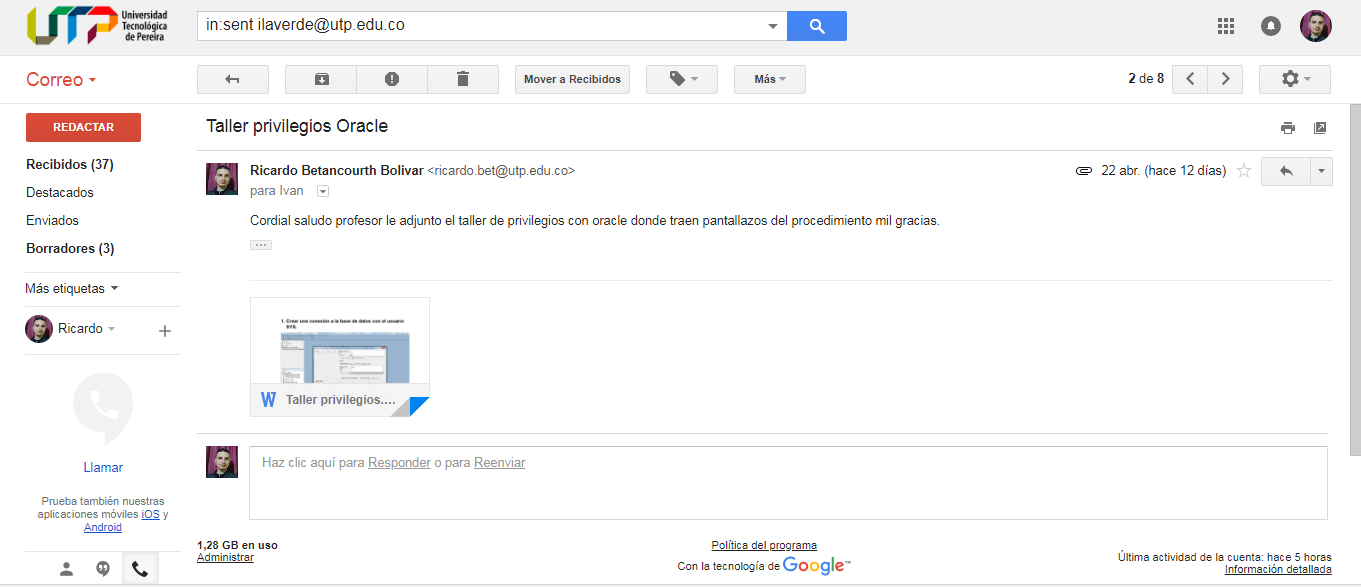 UTP Universidad
Tecnológica
de Pereira
in:sent ilaverde@utp.edu.co
Correo
Mover a Recibidos
Más
2 de 8
REDACTAR
Recibidos (37)
Destacados
Enviados
Borradores (3)
Más etiquetas
Ricardo
Llamar
Prueba también nuestras
aplicaciones móviles iOS y
Android
Taller privilegios Oracle
Ricardo Betancourth Bolivar <ricardo.bet@utp.edu.co>
22 abr. (hace 12 días)
para Ivan
Cordial saludo profesor le adjunto el taller de privilegios con oracle donde traen pantallazos del procedimiento mil gracias.
1. Crear una conexión a la base de datos con el usuario
SYS.
W Taller privilegios....
Haz clic aquí para Responder o para Reenviar
1,28 GB en uso
Administrar
Política del programa
Con la tecnología de Google™
Última actividad de la cuenta: hace 5 horas
Información detallada